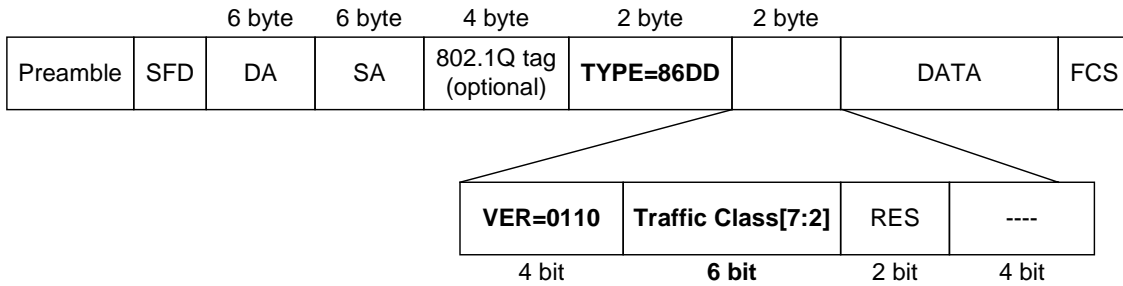 6 byte 6 byte 4 byte 2 byte 2 byte
Preamble SFD DA SA 802.1Q tag (optional) TYPE=86DD DATA FCS
VER=0110 Traffic Class[7:2] RES ----
4 bit 6 bit 2 bit 4 bit